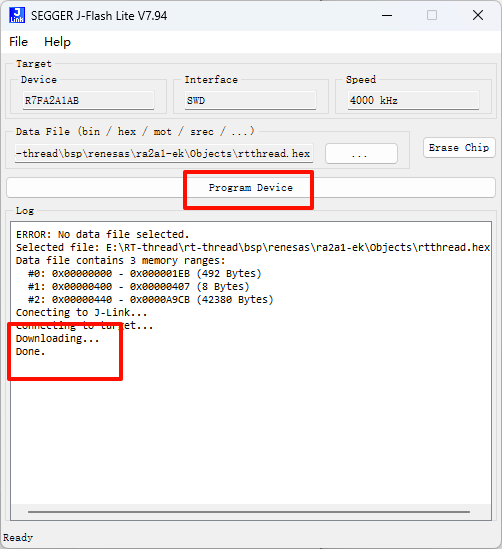 SEGGER J-Flash Lite V7.94
File Help
Target
Device Interface Speed
R7FA2A1AB SWD 4000 kHz
Data File (bin / hex / mot / srec / ...)
-thread\bsp\renesas\ra2a1-ek\Objects\rtthread.hex ... Erase Chip
Program Device
Log
ERROR: No data file selected.
Selected file: E:\RT-thread\rt-thread\bsp\renesas\ra2a1-ek\Objects\rtthread.hex
Data file contains 3 memory ranges:
#0: 0x00000000 - 0x000001EB (492 Bytes)
#1: 0x00000400 - 0x00000407 (8 Bytes)
#2: 0x00000440 - 0x0000A9CB (42380 Bytes)
Conecting to J-Link...
Connecting to target...
Downloading...
Done.
Ready